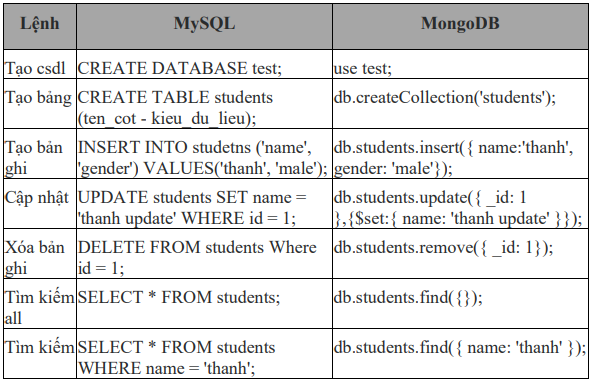 Lệnh MySQL MongoDB
Tạo csdl CREATE DATABASE test; use test;
Tạo bảng CREATE TABLE students db.createCollection('students');
(ten_cot - kieu_du_lieu);
Tạo bản INSERT INTO studetns ('name', db.students.insert({ name:'thanh',
ghi 'gender') VALUES('thanh', 'male'); gender: 'male'});
Cập nhật UPDATE students SET name = db.students.update({ _id: 1
'thanh update' WHERE id = 1; },{$set:{ name: 'thanh update' }});
Xóa bản DELETE FROM students Where db.students.remove({ _id: 1});
ghi id = 1;
Tìm kiếm SELECT * FROM students; db.students.find({});
all
Tìm kiếm SELECT * FROM students db.students.find({ name: 'thanh' });
WHERE name = 'thanh';